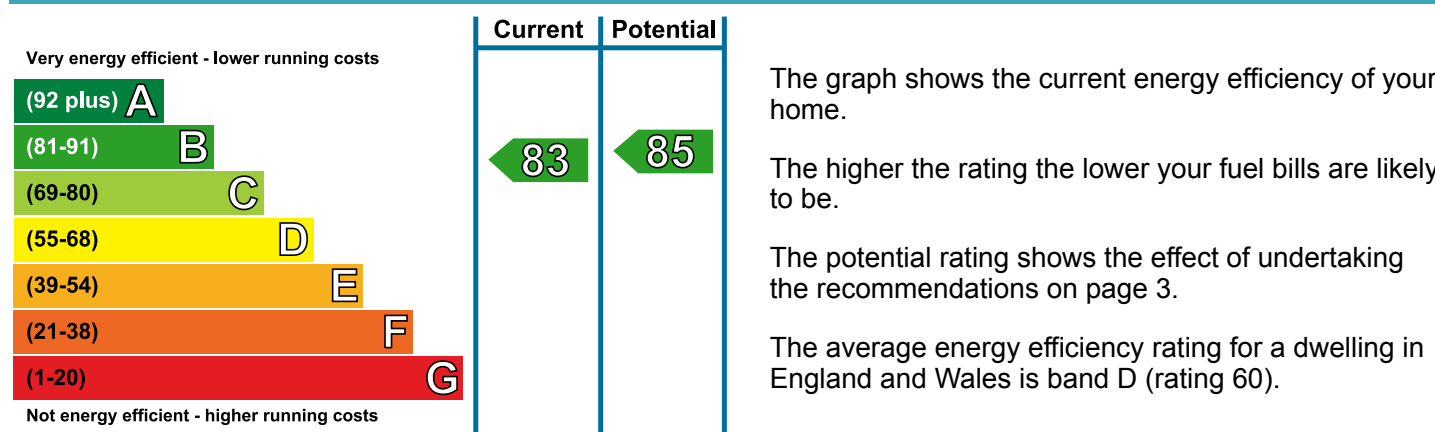 Current Potential
Very energy efficient - lower running costs
(92 plus) A
(81-91) B
(69-80) C
(55-68) D
(39-54) E
(21-38) F
(1-20) G
Not energy efficient - higher running costs
83
85
The graph shows the current energy efficiency of your
home.
The higher the rating the lower your fuel bills are likely
to be.
The potential rating shows the effect of undertaking
the recommendations on page 3.
The average energy efficiency rating for a dwelling in
England and Wales is band D (rating 60).